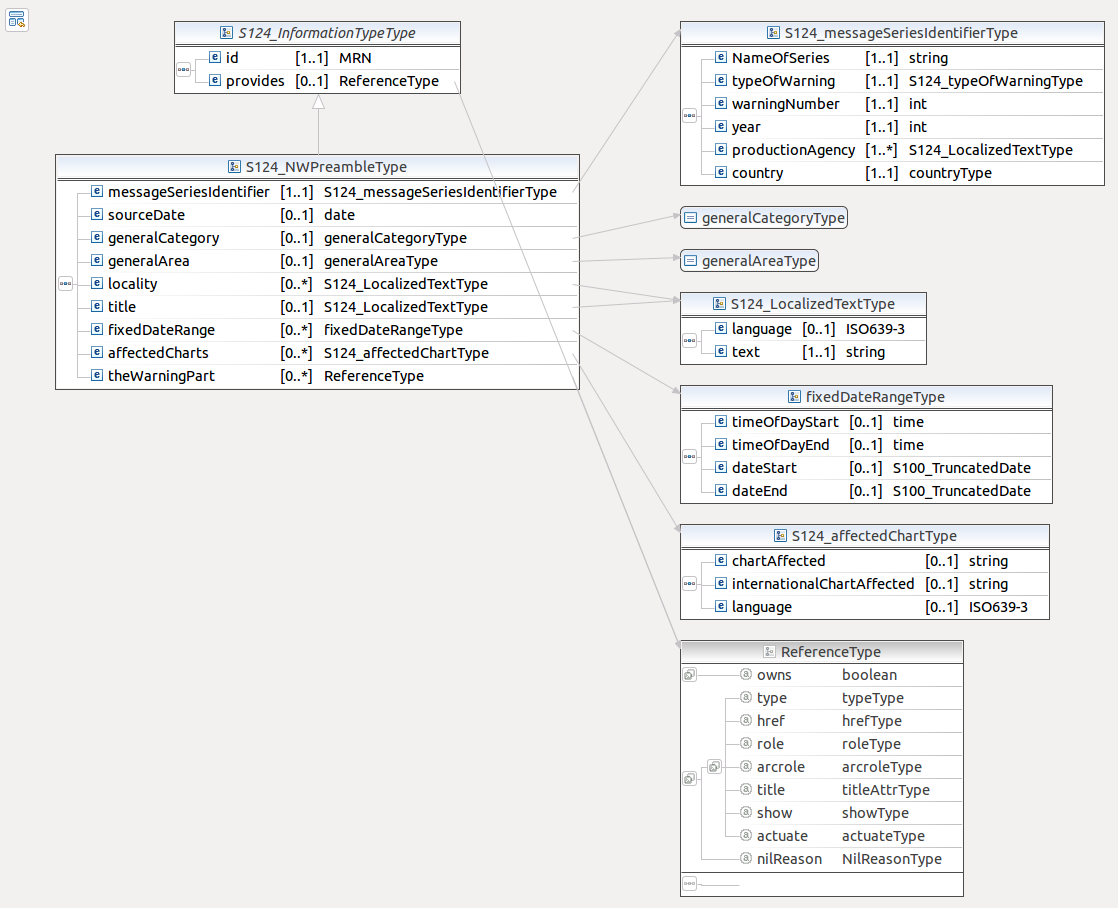 S124_InformationTypeType
id [1..1] MRN
provides [0..1] ReferenceType
S124_NWPreambleType
messageSeriesIdentifier [1..1] S124_messageSeriesIdentifierType
sourceDate [0..1] date
generalCategory [0..1] generalCategoryType
generalArea [0..1] generalAreaType
locality [0..*] S124_LocalizedTextType
title [0..1] S124_LocalizedTextType
fixedDateRange [0..*] fixedDateRangeType
affectedCharts [0..*] S124_affectedChartType
theWarningPart [0..*] ReferenceType
S124_messageSeriesIdentifierType
NameOfSeries [1..1] string
typeOfWarning [1..1] S124_typeOfWarningType
warningNumber [1..1] int
year [1..1] int
productionAgency [1..*] S124_LocalizedTextType
country [1..1] countryType
generalCategoryType
generalAreaType
S124_LocalizedTextType
language [0..1] ISO639-3
text [1..1] string
fixedDateRangeType
timeOfDayStart [0..1] time
timeOfDayEnd [0..1] time
dateStart [0..1] S100_TruncatedDate
dateEnd [0..1] S100_TruncatedDate
S124_affectedChartType
chartAffected [0..1] string
internationalChartAffected [0..1] string
language [0..1] ISO639-3
ReferenceType
owns boolean
type typeType
href hrefType
role roleType
arcrole arcroleType
title titleAttrType
show showType
actuate actuateType
nilReason NilReasonType